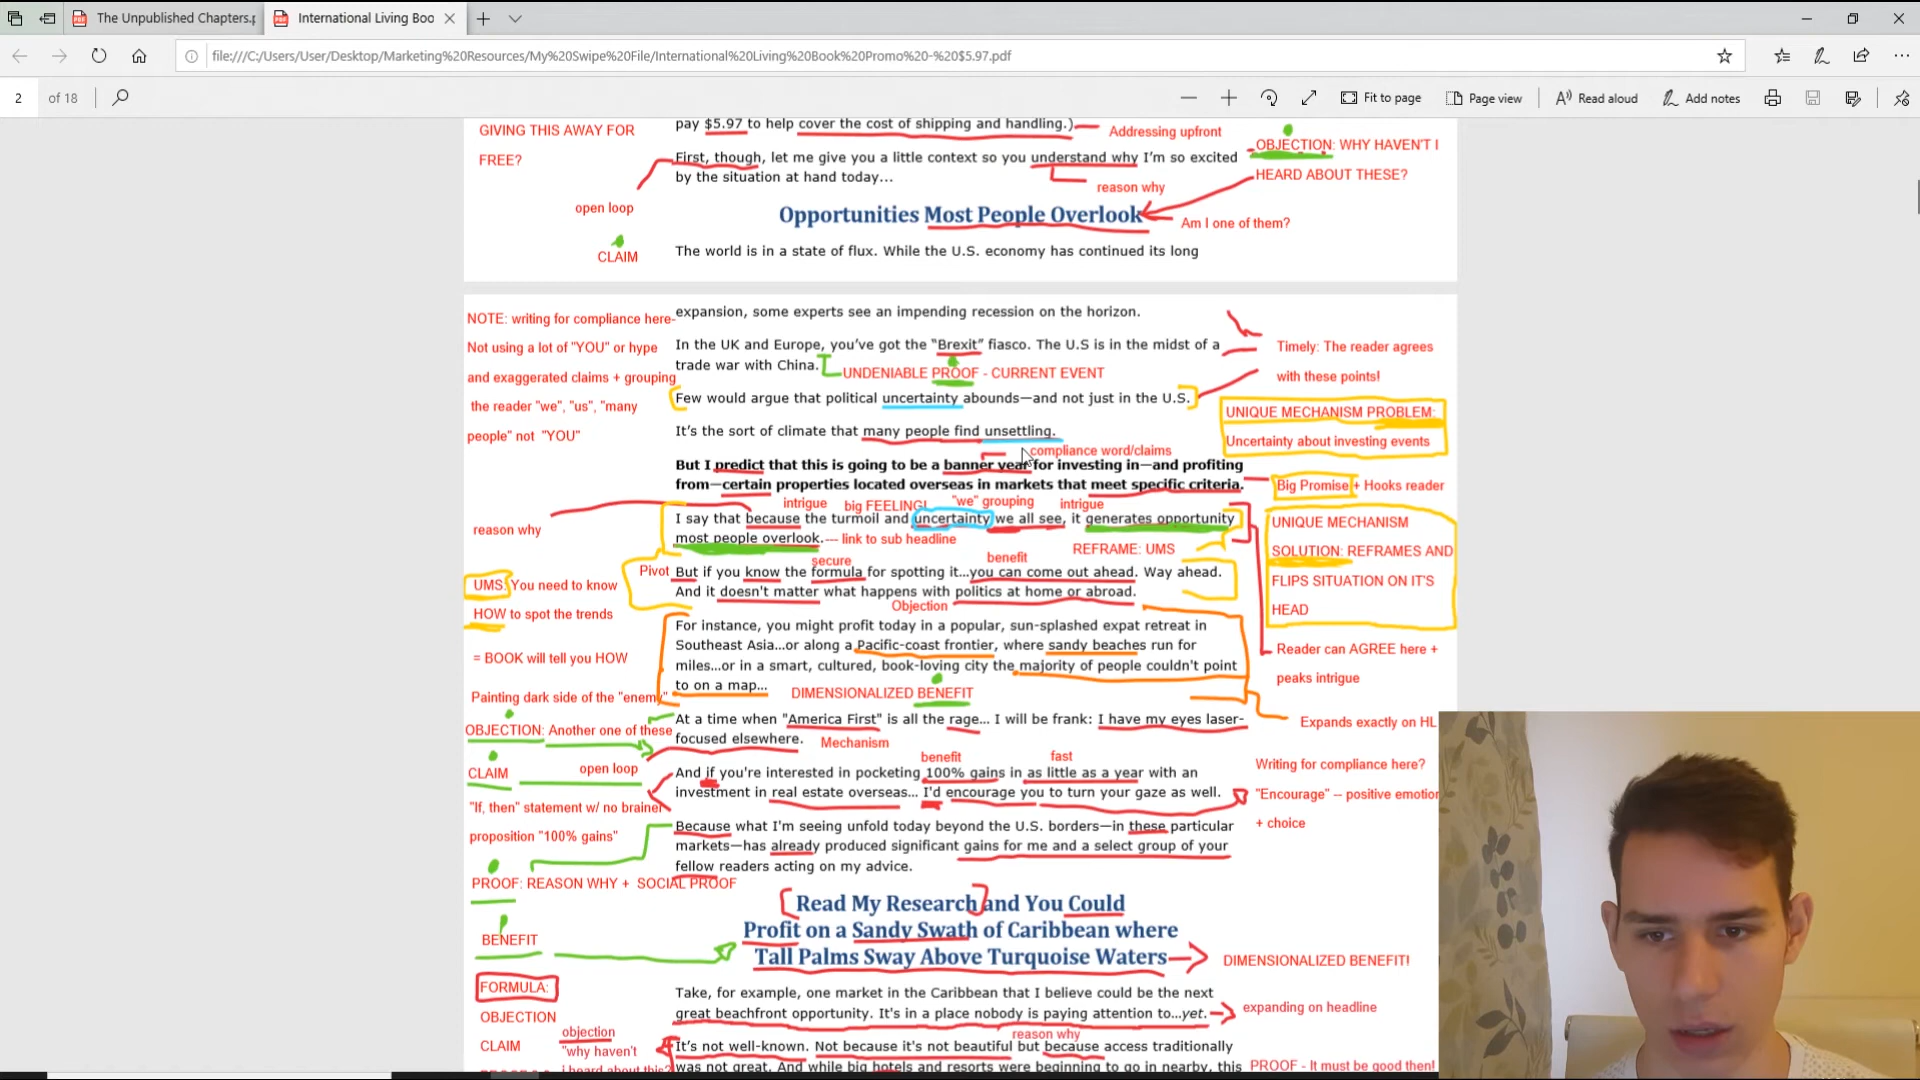 The Unpublished Chapters.p
International Living Boo
file:///C:/Users/User/Desktop/Marketing%20Resources/My%20Swipe%20File/International%20Living%20Book%20Promo%20-%20$5.97.pdf
2 of 18
Fit to page
Page view
Read aloud
Add notes
GIVING THIS AWAY FOR
FREE?
pay $5.97 to help cover the cost of shipping and handling.)
Addressing upfront
OBJECTION: WHY HAVEN'T I
HEARD ABOUT THESE?
First, though, let me give you a little context so you understand why I'm so excited
by the situation at hand today...
reason why
open loop
Opportunities Most People Overlook
Am I one of them?
CLAIM
The world is in a state of flux. While the U.S. economy has continued its long
NOTE: writing for compliance here-
Not using a lot of "YOU" or hype
and exaggerated claims + grouping
the reader "we", "us", "many
people" not "YOU"
expansion, some experts see an impending recession on the horizon.
In the UK and Europe, you've got the "Brexit" fiasco. The U.S is in the midst of a
trade war with China.
UNDENIABLE PROOF - CURRENT EVENT
Timely: The reader agrees
with these points!
Few would argue that political uncertainty abounds—and not just in the U.S.
UNIQUE MECHANISM PROBLEM:
Uncertainty about investing events
It's the sort of climate that many people find unsettling.
compliance word/claims
But I predict that this is going to be a banner year for investing in—and profiting
from—certain properties located overseas in markets that meet specific criteria.
Big Promise + Hooks reader
intrigue
big FEELING!
"we" grouping
intrigue
reason why
I say that because the turmoil and uncertainty we all see, it generates opportunity
most people overlook.
--- link to sub headline
REFRAME: UMS
UNIQUE MECHANISM
SOLUTION: REFRAMES AND
FLIPS SITUATION ON IT'S
HEAD
secure
benefit
Pivot
But if you know the formula for spotting it...you can come out ahead. Way ahead.
And it doesn't matter what happens with politics at home or abroad.
Objection
UMS: You need to know
HOW to spot the trends
= BOOK will tell you HOW
For instance, you might profit today in a popular, sun-splashed expat retreat in
Southeast Asia...or along a Pacific-coast frontier, where sandy beaches run for
miles...or in a smart, cultured, book-loving city the majority of people couldn't point
to on a map...
DIMENSIONALIZED BENEFIT
Reader can AGREE here +
peaks intrigue
Expands exactly on HL
Painting dark side of the "enemy"
OBJECTION: Another one of these
At a time when "America First" is all the rage... I will be frank: I have my eyes laser-
focused elsewhere.
Mechanism
CLAIM
open loop
benefit
fast
And if you're interested in pocketing 100% gains in as little as a year with an
investment in real estate overseas... I'd encourage you to turn your gaze as well.
Writing for compliance here?
"Encourage" -- positive emotion
+ choice
"If, then" statement w/ no brainer
proposition "100% gains"
Because what I'm seeing unfold today beyond the U.S. borders—in these particular
markets—has already produced significant gains for me and a select group of your
fellow readers acting on my advice.
PROOF: REASON WHY + SOCIAL PROOF
BENEFIT
Read My Research and You Could
Profit on a Sandy Swath of Caribbean where
Tall Palms Sway Above Turquoise Waters
DIMENSIONALIZED BENEFIT!
FORMULA:
OBJECTION
CLAIM
Take, for example, one market in the Caribbean that I believe could be the next
great beachfront opportunity. It's in a place nobody is paying attention to...yet.
expanding on headline
reason why
objection
"why haven't
i heard about this?
It's not well-known. Not because it's not beautiful but because access traditionally
was not great. And while big hotels and resorts were beginning to go in nearby, this
PROOF - It must be good then!